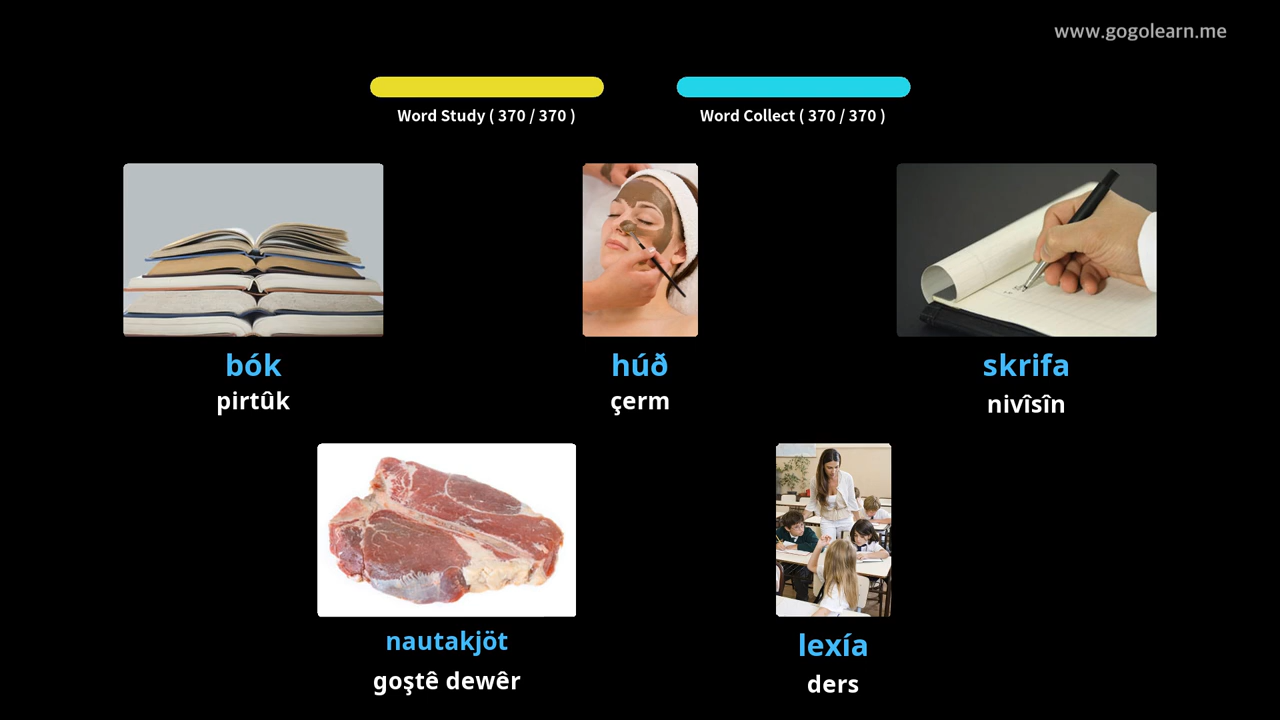 www.gogolearn.me
Word Study ( 370 / 370 )
Word Collect ( 370 / 370 )
bók
pirtûk
húð
çerm
skrifa
nivîsîn
nautakjöt
goştê dewêr
lexía
ders